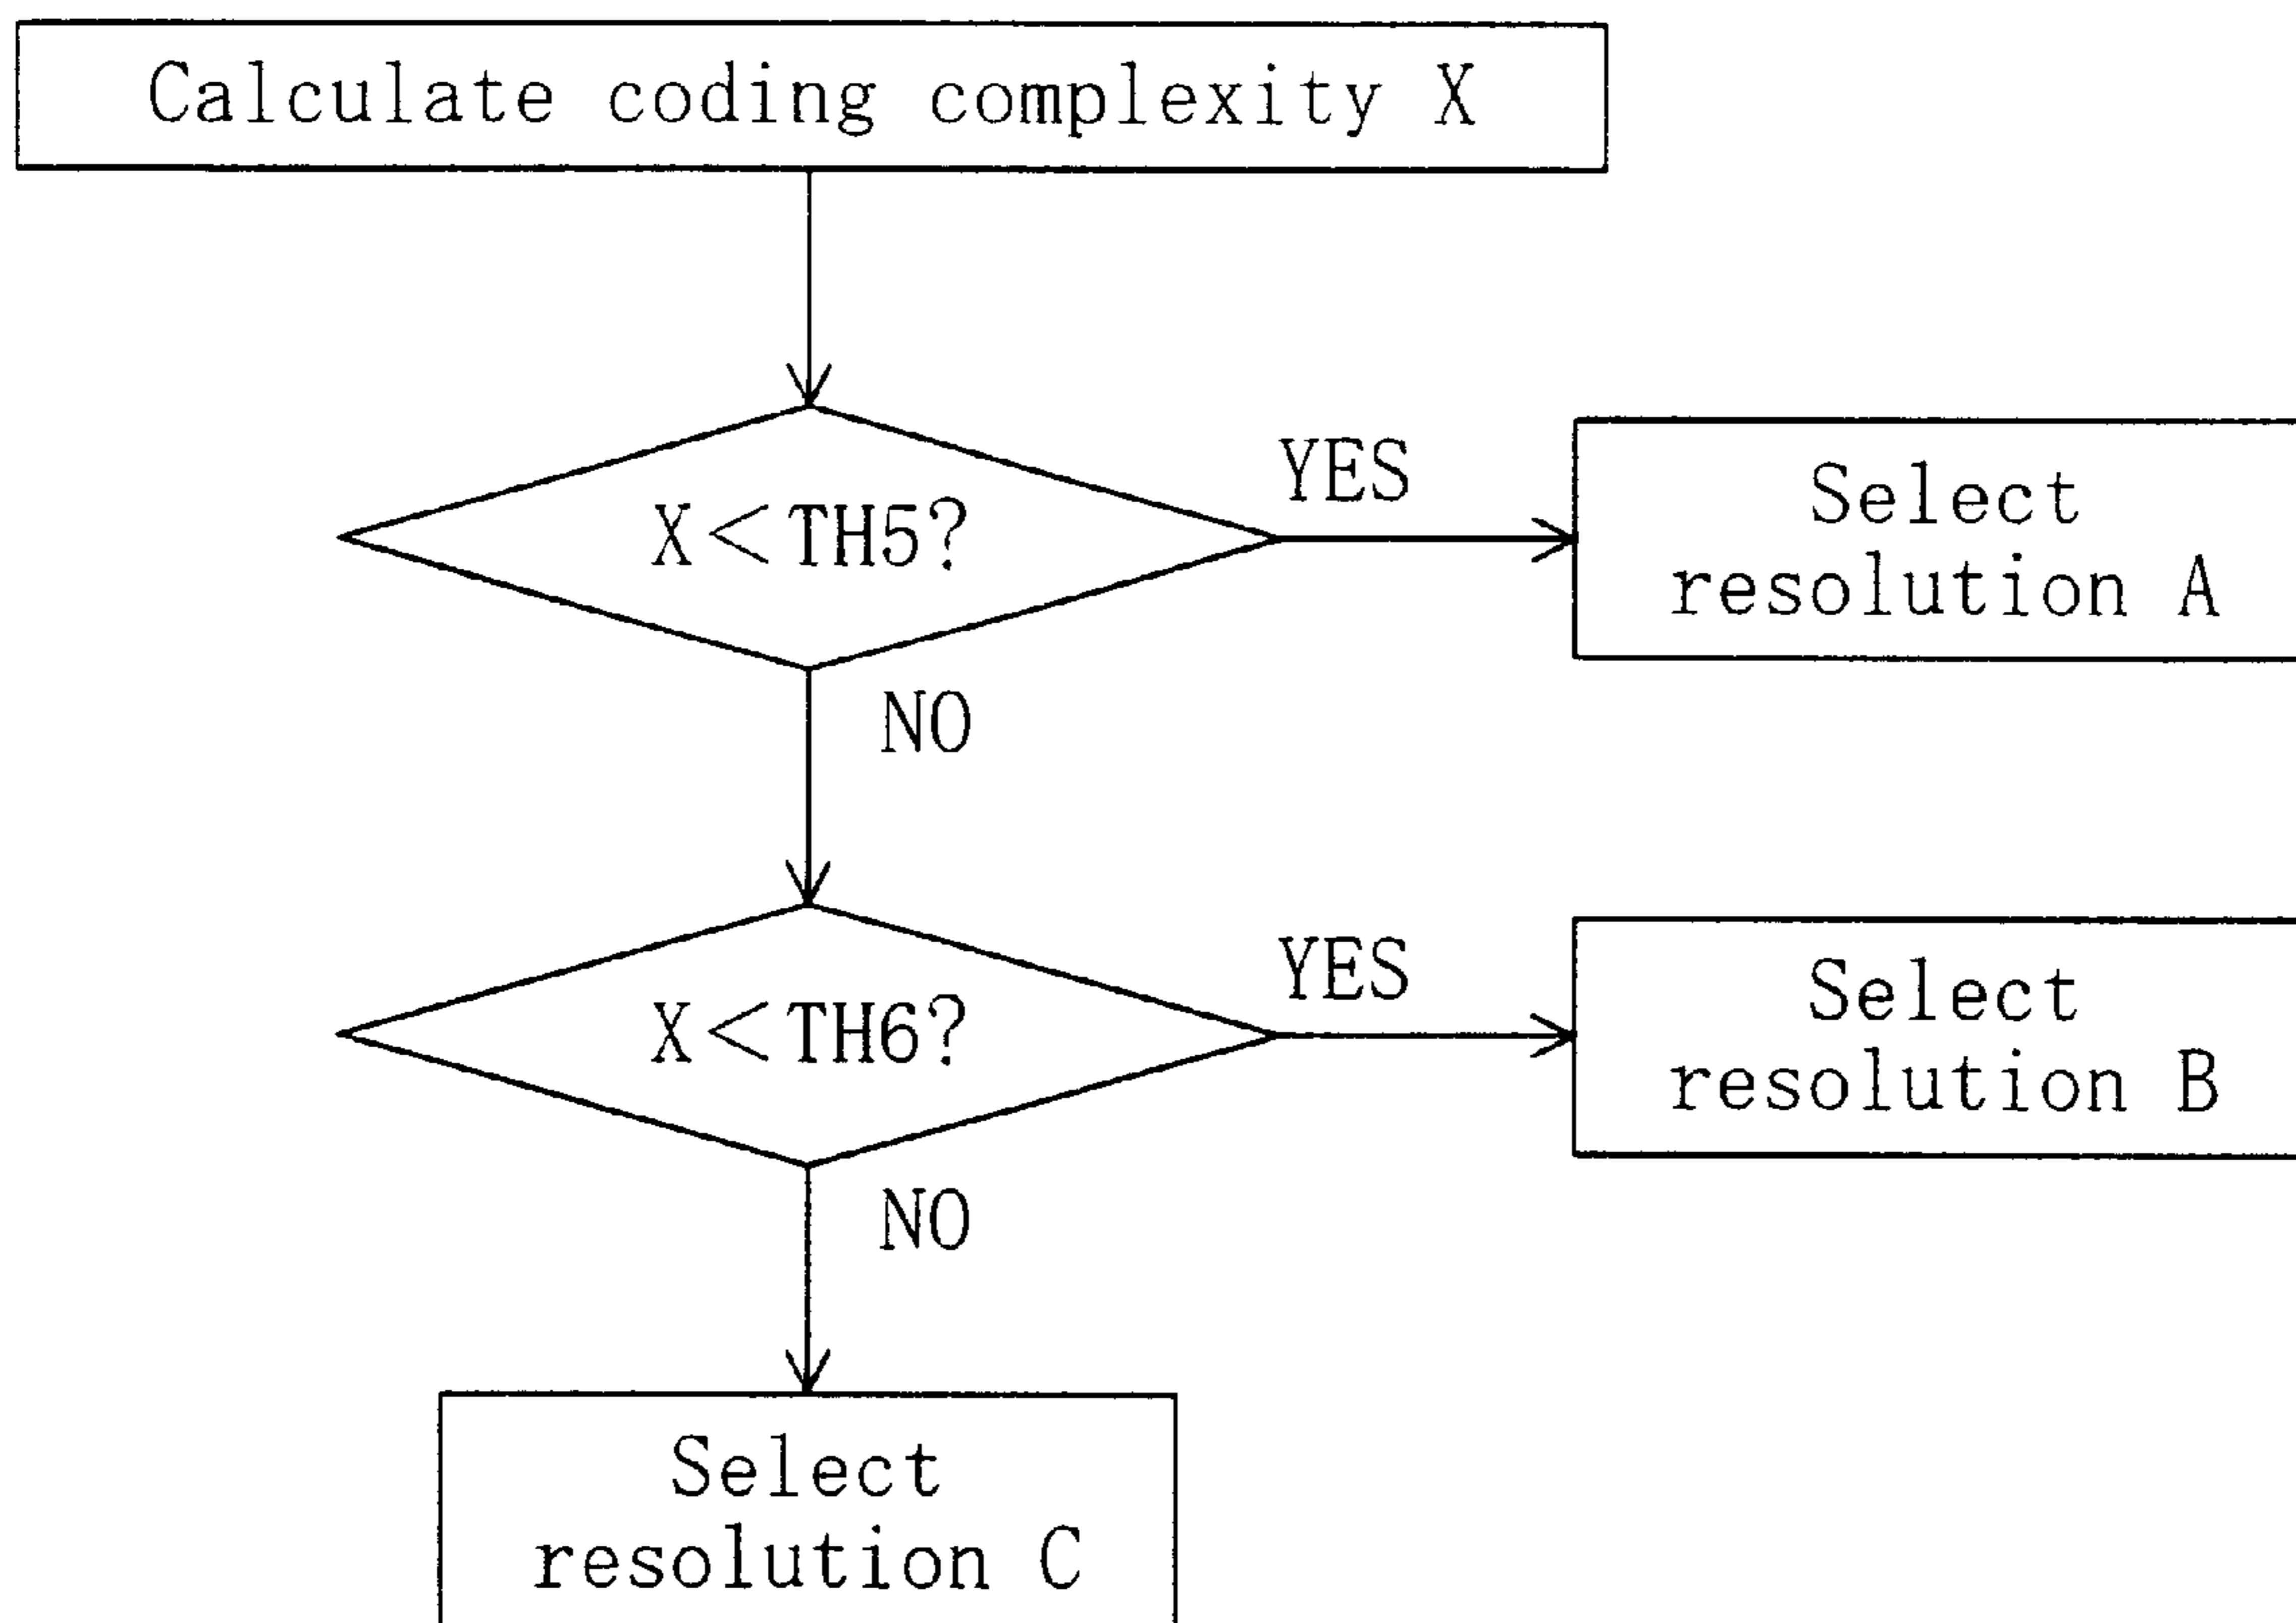 Calculate coding complexity X
X<TH5?
YES
Select
resolution A
NO
X<TH6?
YES
Select
resolution B
NO
Select
resolution C